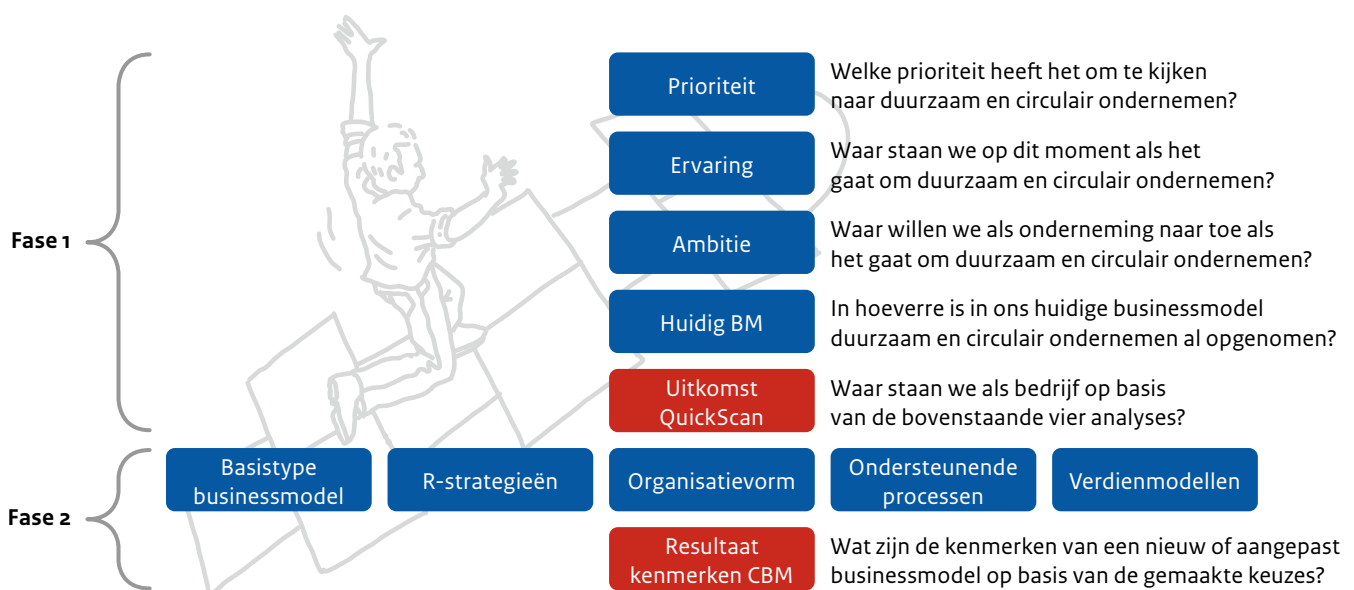 Fase 1
Prioriteit
Welke prioriteit heeft het om te kijken
naar duurzaam en circulair ondernemen?
Ervaring
Waar staan we op dit moment als het
gaat om duurzaam en circulair ondernemen?
Ambitie
Waar willen we als onderneming naar toe als
het gaat om duurzaam en circulair ondernemen?
Huidig BM
In hoeverre is in ons huidige businessmodel
duurzaam en circulair ondernemen al opgenomen?
Uitkomst
QuickScan
Waar staan we als bedrijf op basis
van de bovenstaande vier analyses?
Fase 2
Basistype
businessmodel
R-strategieën
Organisatievorm
Ondersteunende
processen
Verdienmodellen
Resultaat
kenmerken CBM
Wat zijn de kenmerken van een nieuw of aangepast
businessmodel op basis van de gemaakte keuzes?